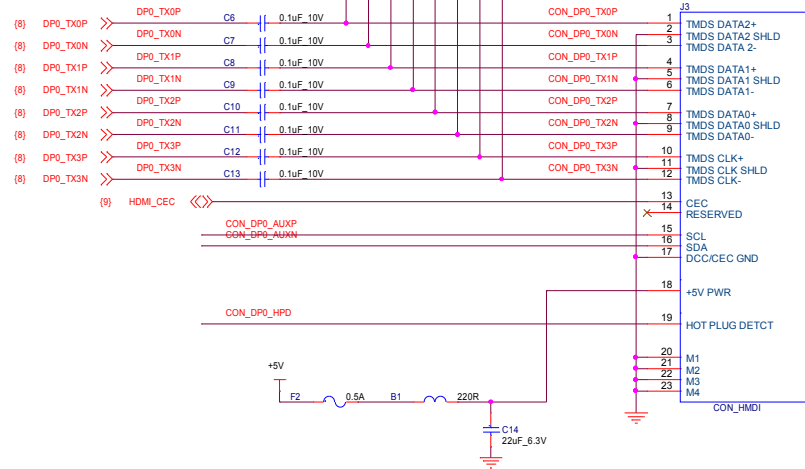 J3
{8} DP0_TX0P DP0_TX0P C6 0.1uF_10V CON_DP0_TX0P 1 TMDS DATA2+
2 TMDS DATA2 SHLD
{8} DP0_TX0N DP0_TX0N C7 0.1uF_10V CON_DP0_TX0N 3 TMDS DATA 2-
{8} DP0_TX1P DP0_TX1P C8 0.1uF_10V CON_DP0_TX1P 4 TMDS DATA1+
5 TMDS DATA1 SHLD
{8} DP0_TX1N DP0_TX1N C9 0.1uF_10V CON_DP0_TX1N 6 TMDS DATA1-
{8} DP0_TX2P DP0_TX2P C10 0.1uF_10V CON_DP0_TX2P 7 TMDS DATA0+
8 TMDS DATA0 SHLD
{8} DP0_TX2N DP0_TX2N C11 0.1uF_10V CON_DP0_TX2N 9 TMDS DATA0-
{8} DP0_TX3P DP0_TX3P C12 0.1uF_10V CON_DP0_TX3P 10 TMDS CLK+
11 TMDS CLK SHLD
{8} DP0_TX3N DP0_TX3N C13 0.1uF_10V CON_DP0_TX3N 12 TMDS CLK-
{9} HDMI_CEC 13 CEC
14 RESERVED
CON_DP0_AUXP 15 SCL
CON_DP0_AUXN 16 SDA
17 DCC/CEC GND
18 +5V PWR
CON_DP0_HPD 19 HOT PLUG DETCT
20 M1
21 M2
22 M3
23 M4
CON_HMDI
+5V
F2 0.5A B1 220R
C14
22uF_6.3V